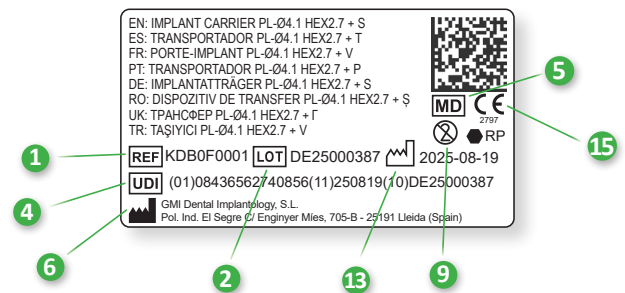 EN: IMPLANT CARRIER PL-Ø4.1 HEX2.7 + S
ES: TRANSPORTADOR PL-Ø4.1 HEX2.7 + T
FR: PORTE-IMPLANT PL-Ø4.1 HEX2.7 + V
PT: TRANSPORTADOR PL-Ø4.1 HEX2.7 + P
DE: IMPLANTATTRÄGER PL-Ø4.1 HEX2.7 + S
RO: DISPOZITIV DE TRANSFER PL-Ø4.1 HEX2.7 + Ș
UK: ТРАНСФЕР PL-Ø4.1 HEX2.7 + Г
TR: TAŞIYICI PL-Ø4.1 HEX2.7 + V
5
MD CE
2797
2 RP
15
1 REF KDB0F0001 LOT DE25000387 2025-08-19
4 UDI (01)08436562740856(11)250819(10)DE25000387
GMI Dental Implantology, S.L.
Pol. Ind. El Segre C/ Enginyer Míes, 705-B - 25191 Lleida (Spain)
6 2 13 9